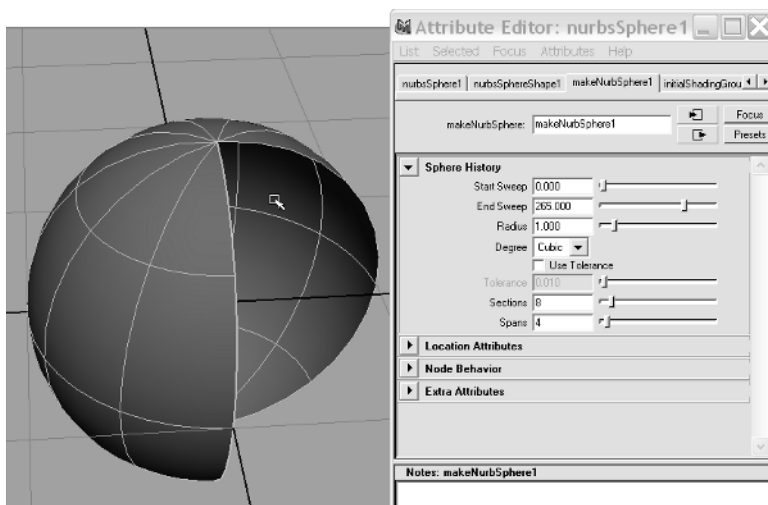 Attribute Editor: nurbsSphere1
List Selected Focus Attributes Help
nurbsSphere1 nurbsSphereShape1 makeNurbSphere1 initialShadingGrou
makeNurbSphere: makeNurbSphere1 Focus
Presets
Sphere History
Start Sweep 0.000
End Sweep 265.000
Radius 1.000
Degree Cubic
Use Tolerance
Tolerance 0.010
Sections 8
Spans 4
Location Attributes
Node Behavior
Extra Attributes
Notes: makeNurbSphere1